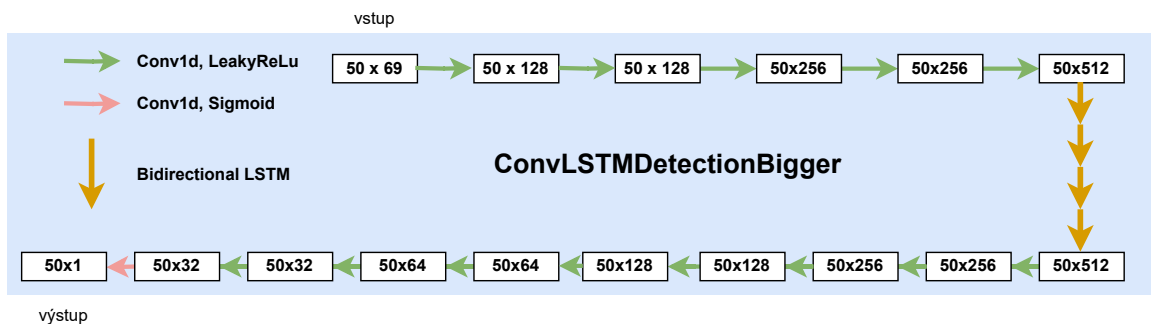 vstup
Conv1d, LeakyReLu
50 x 69 50 x 128 50 x 128 50x256 50x256 50x512
Conv1d, Sigmoid
ConvLSTMDetectionBigger
Bidirectional LSTM
50x1 50x32 50x32 50x64 50x64 50x128 50x128 50x256 50x256 50x512
výstup